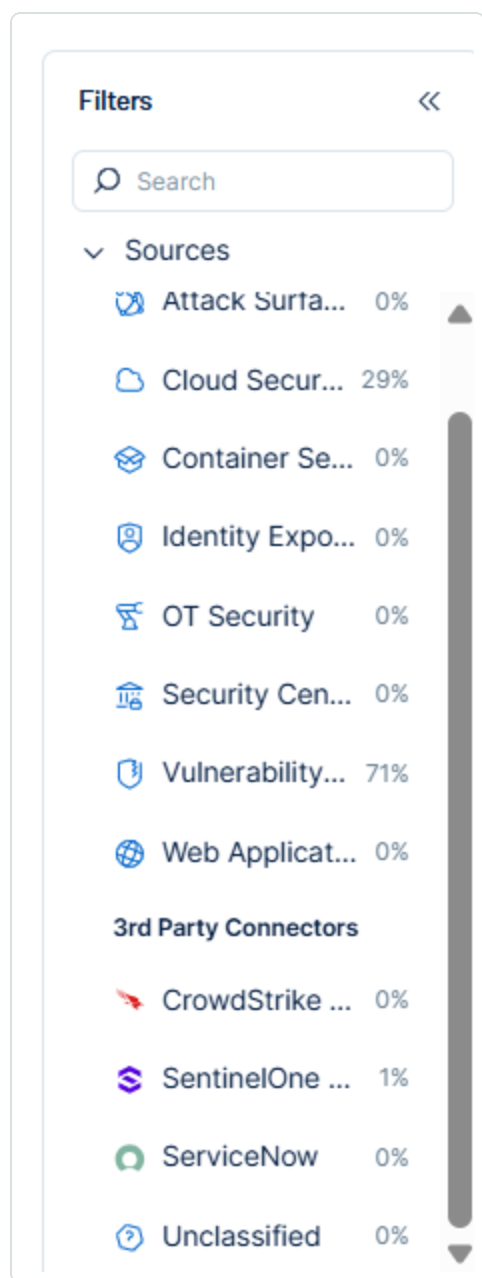 Filters
Search
Sources
Attack Surfa... 0%
Cloud Secur... 29%
Container Se... 0%
Identity Expo... 0%
OT Security 0%
Security Cen... 0%
Vulnerability... 71%
Web Applicat... 0%
3rd Party Connectors
CrowdStrike ... 0%
SentinelOne ... 1%
ServiceNow 0%
Unclassified 0%